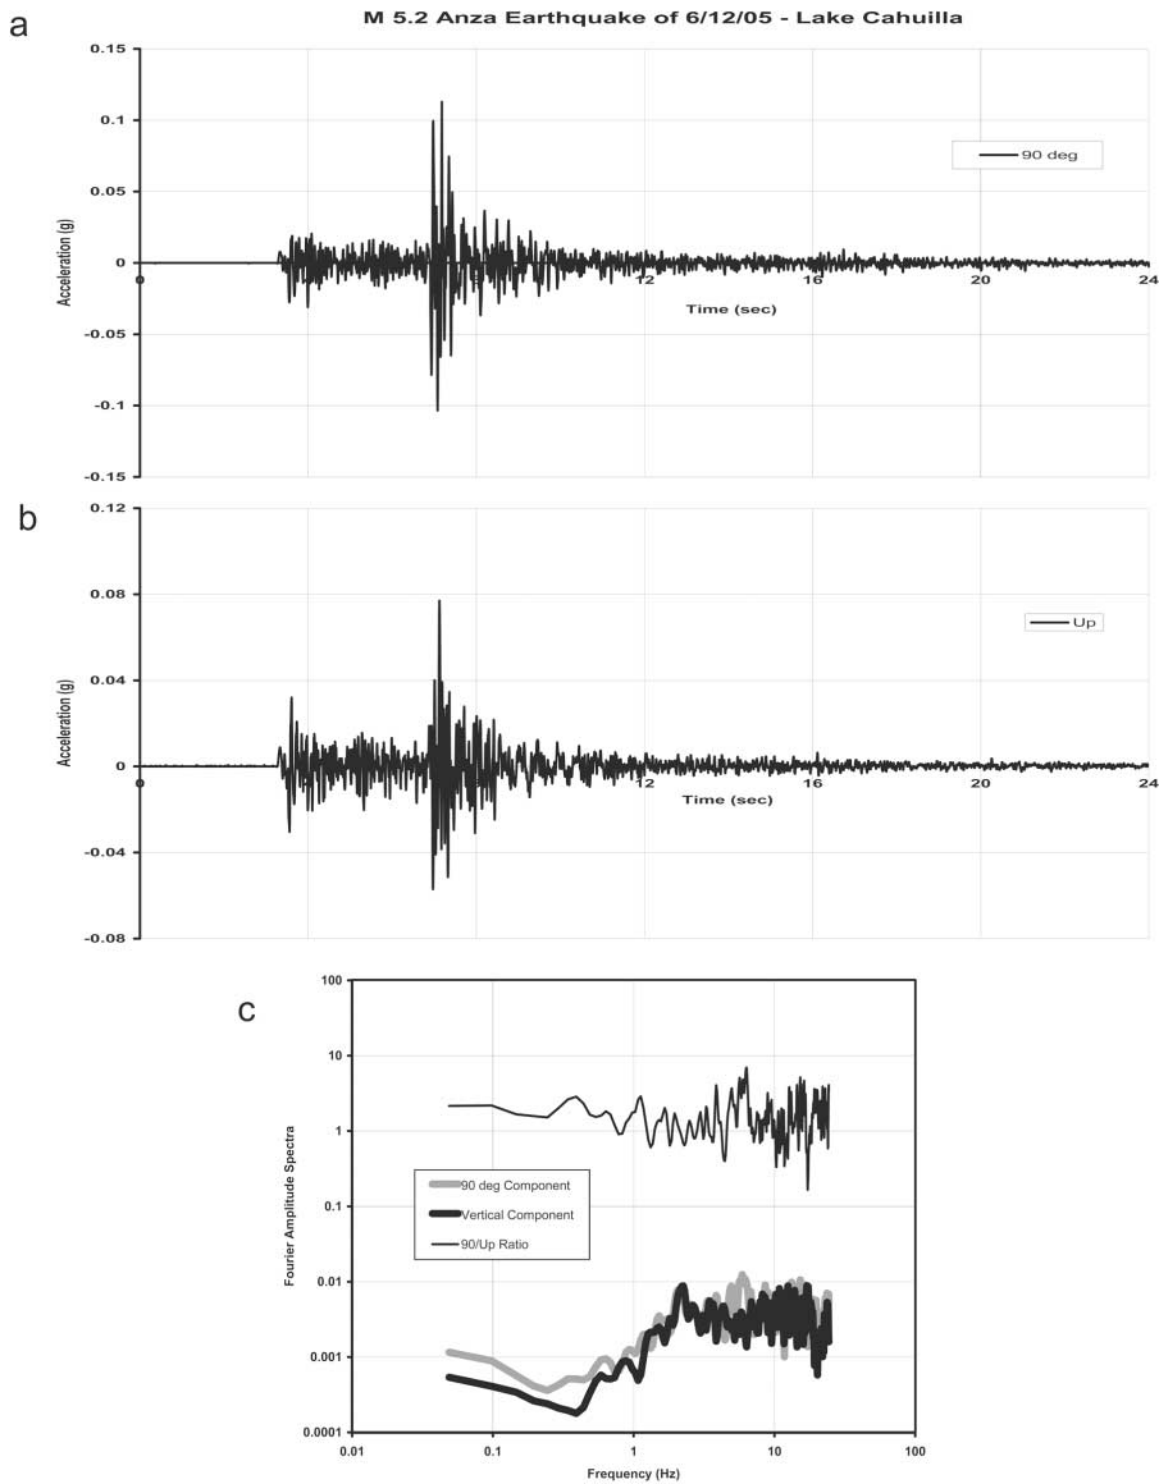 a
M 5.2 Anza Earthquake of 6/12/05 - Lake Cahuilla
0.15
0.1
0.05
0
-0.05
-0.1
-0.15
Acceleration (g)
90 deg
0
12
16
20
24
Time (sec)
b
0.12
0.08
0.04
0
-0.04
-0.08
Acceleration (g)
Up
0
12
16
20
24
Time (sec)
c
100
10
1
0.1
0.01
0.001
0.0001
Fourier Amplitude Spectra
90 deg Component
Vertical Component
90/Up Ratio
0.01
0.1
1
10
100
Frequency (Hz)